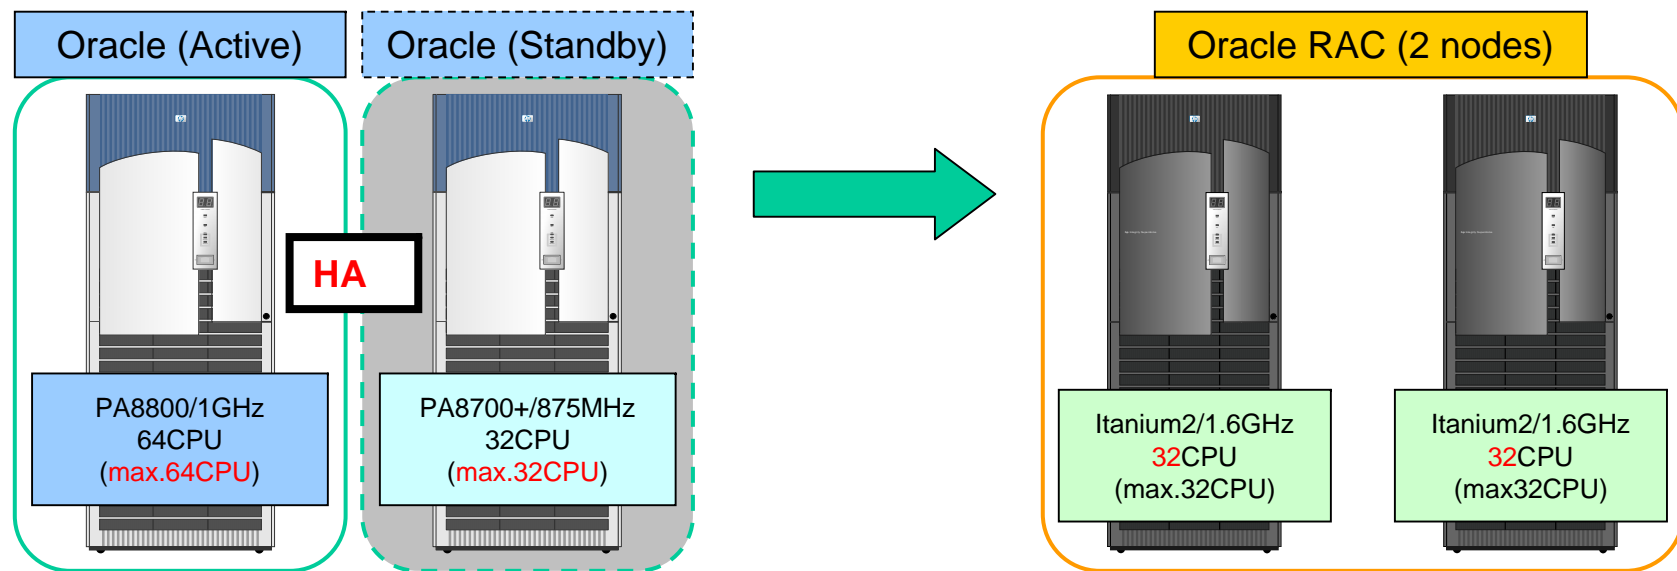 Oracle (Active)
Oracle (Standby)
Oracle RAC (2 nodes)
HA
PA8800/1GHz
64CPU
(max.64CPU)
PA8700+/875MHz
32CPU
(max.32CPU)
Itanium2/1.6GHz
32CPU
(max.32CPU)
Itanium2/1.6GHz
32CPU
(max32CPU)